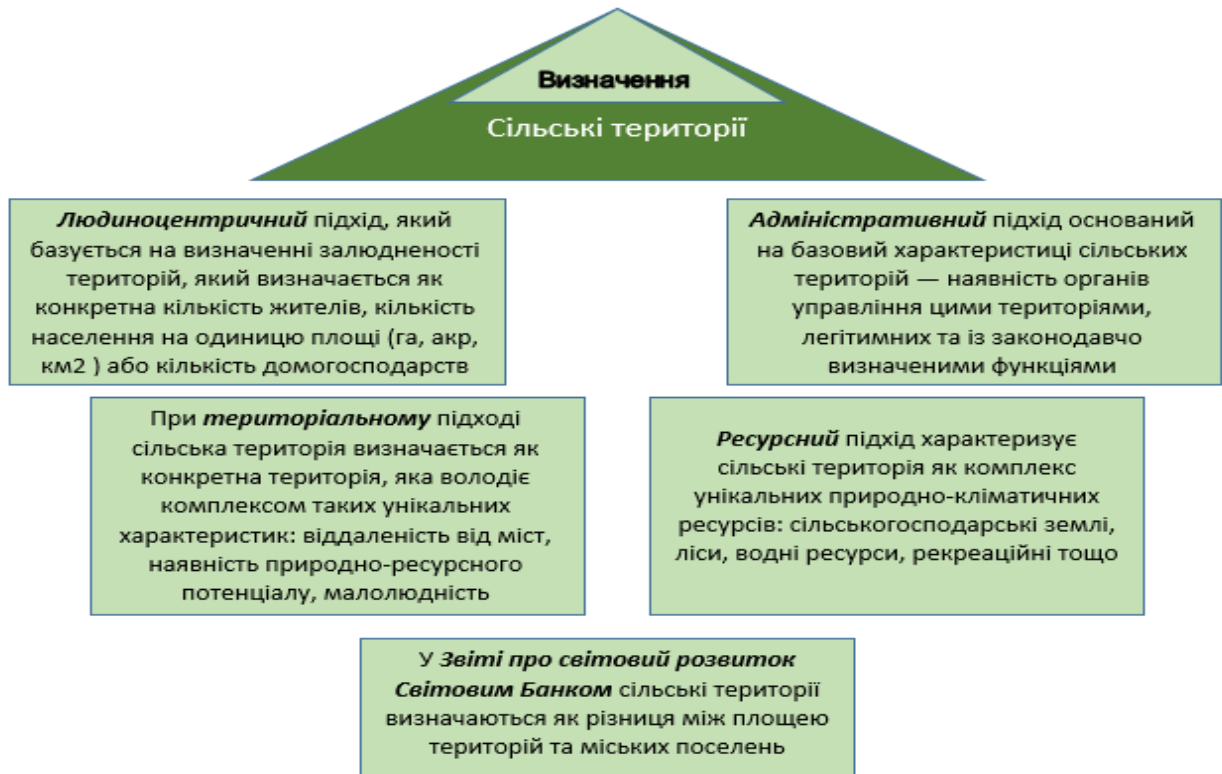 Визначення
Сільські території
Людиноцентричний підхід, який
базується на визначенні залюдненості
територій, який визначається як
конкретна кількість жителів, кількість
населення на одиницю площі (га, акр,
км2 ) або кількість домогосподарств
Адміністративний підхід оснований
на базовий характеристиці сільських
територій — наявність органів
управління цими територіями,
легітимних та із законодавчо
визначеними функціями
При територіальному підході
сільська територія визначається як
конкретна територія, яка володіє
комплексом таких унікальних
характеристик: віддаленість від міст,
наявність природно-ресурсного
потенціалу, малолюдність
Ресурсний підхід характеризує
сільські територія як комплекс
унікальних природно-кліматичних
ресурсів: сільськогосподарські землі,
ліси, водні ресурси, рекреаційні тощо
У Звіті про світовий розвиток
Світовим Банком сільські території
визначаються як різниця між площею
територій та міських поселень